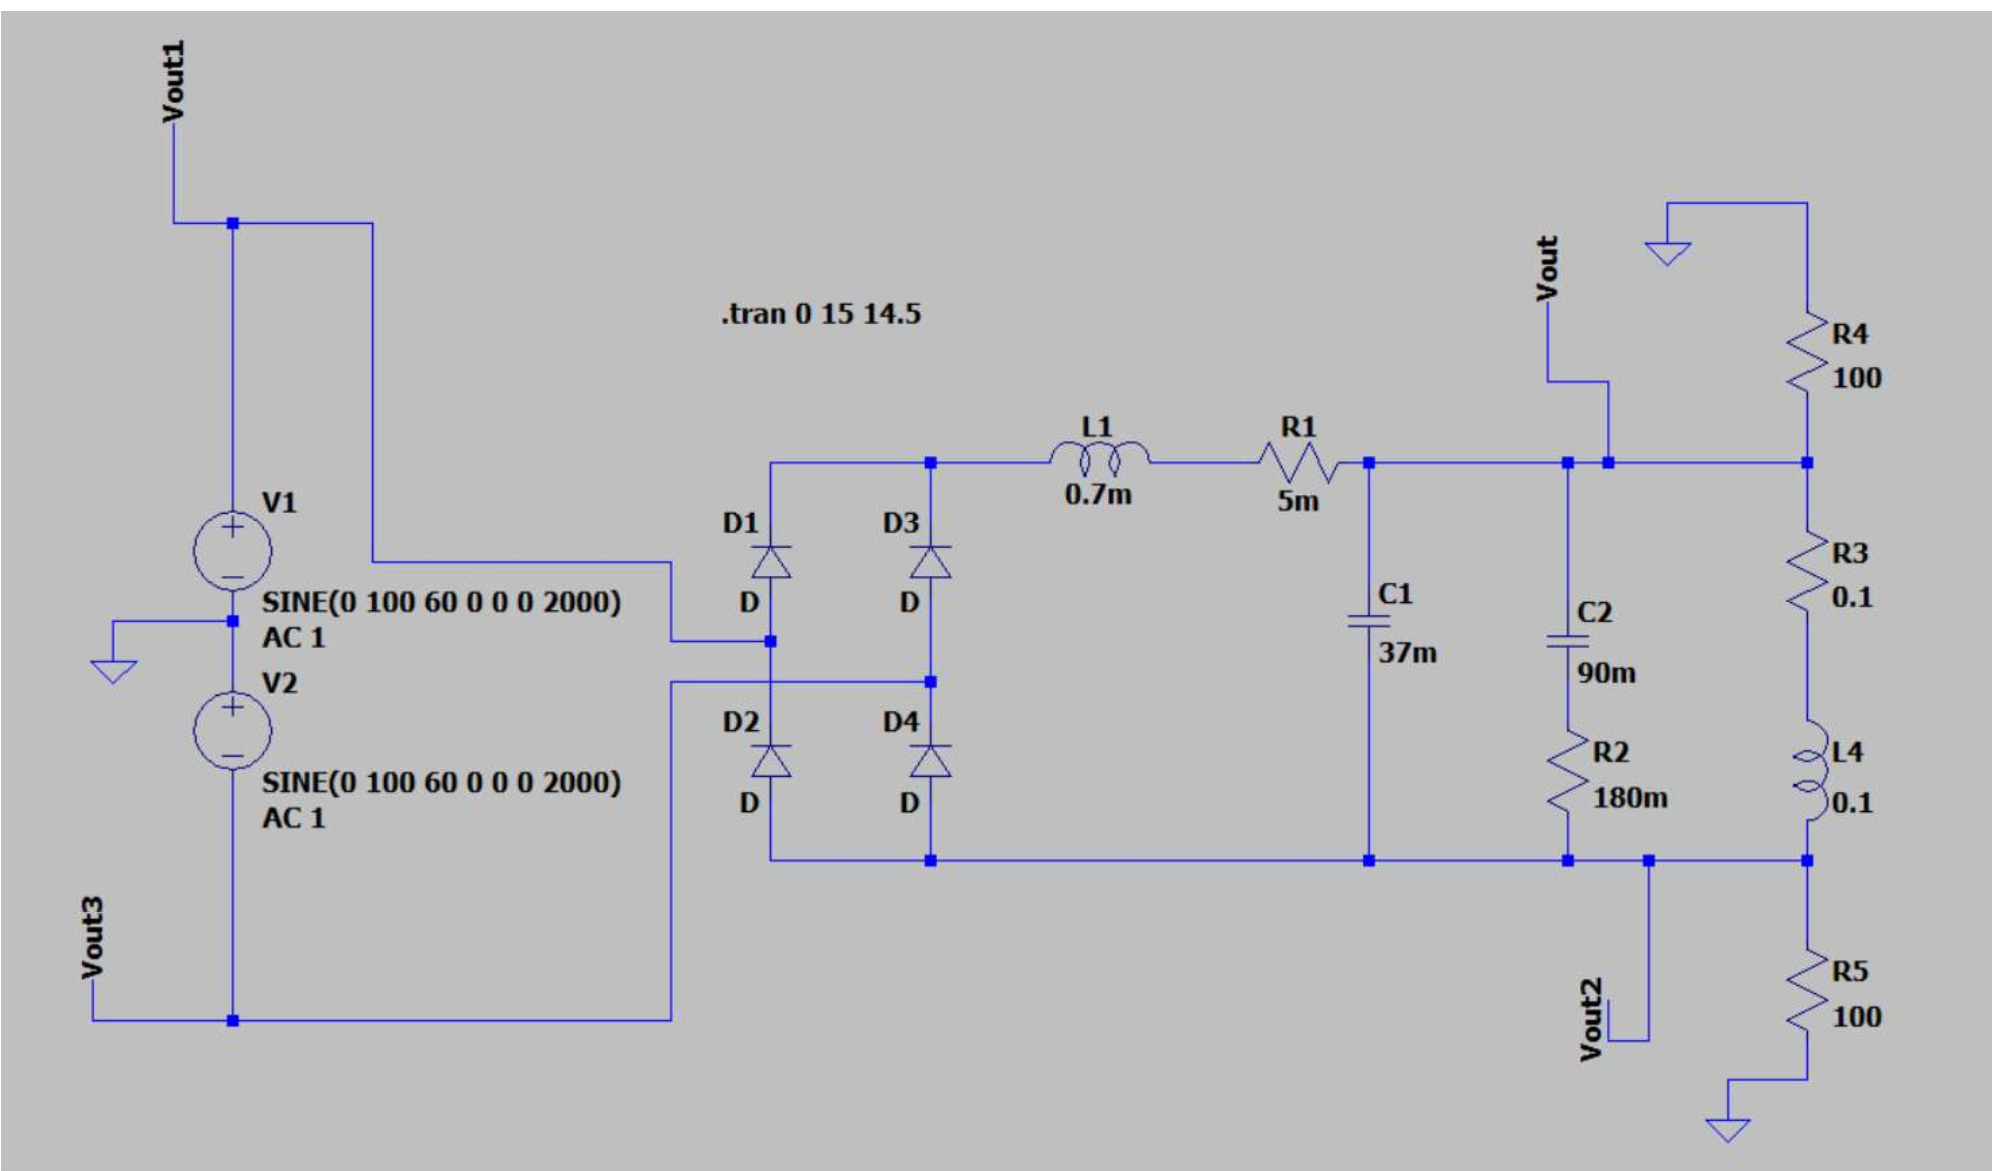 Vout1
.tran 0 15 14.5
Vout
R4
100
L1
0.7m
R1
5m
V1
SINE(0 100 60 0 0 0 2000)
AC 1
D1
D
D3
D
C1
37m
C2
90m
R3
0.1
V2
SINE(0 100 60 0 0 0 2000)
AC 1
D2
D
D4
D
R2
180m
L4
0.1
Vout3
Vout2
R5
100